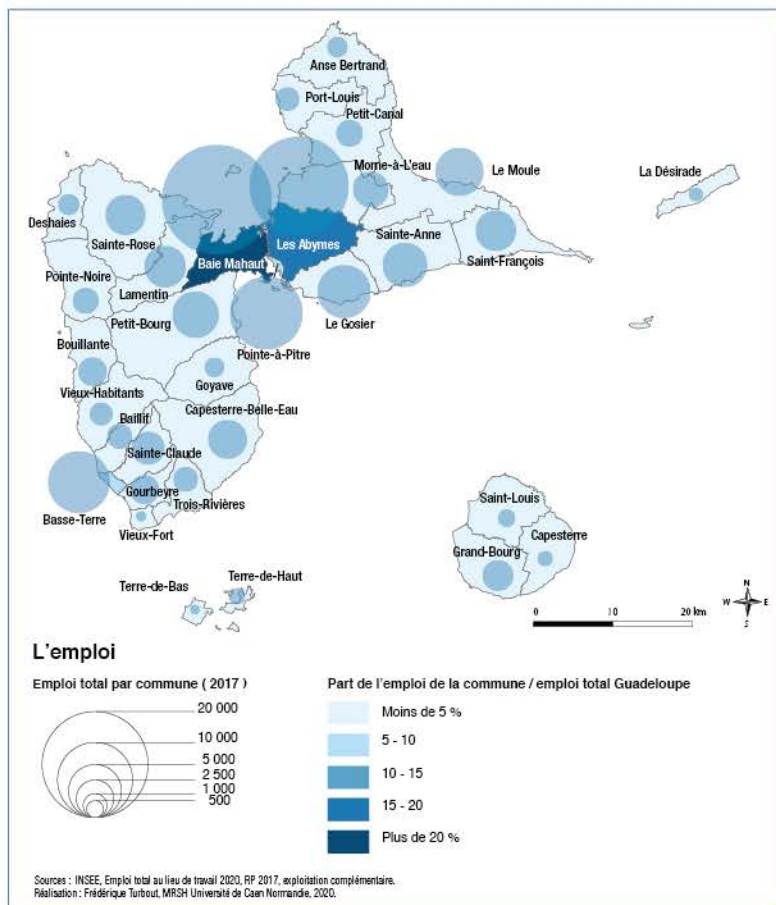 Anse Bertrand
Port-Louis
Petit-Canal
Morne-à-L'eau
Le Moule
La Désirade
Deshaies
Sainte-Rose
Les Abymes
Sainte-Anne
Saint-François
Baie Mahaut
Pointe-Noire
Lamentin
Petit-Bourg
Le Gosier
Bouillante
Pointe-à-Pitre
Goyave
Vieux-Habitants
Baillif
Capesterre-Belle-Eau
Sainte-Claude
Gourbeyre
Trois-Rivières
Basse-Terre
Vieux-Fort
Saint-Louis
Capesterre
Grand-Bourg
Terre-de-Bas
Terre-de-Haut
N
W E
S
0 10 20 km
L'emploi
Emploi total par commune ( 2017 )
20 000
10 000
5 000
2 500
1 000
500
Part de l'emploi de la commune / emploi total Guadeloupe
Moins de 5 %
5 - 10
10 - 15
15 - 20
Plus de 20 %
Sources : INSEE, Emploi total au lieu de travail 2020, RP 2017, exploitation complémentaire.
Réalisation : Frédérique Turbout, MRSH Université de Caen Normandie, 2020.